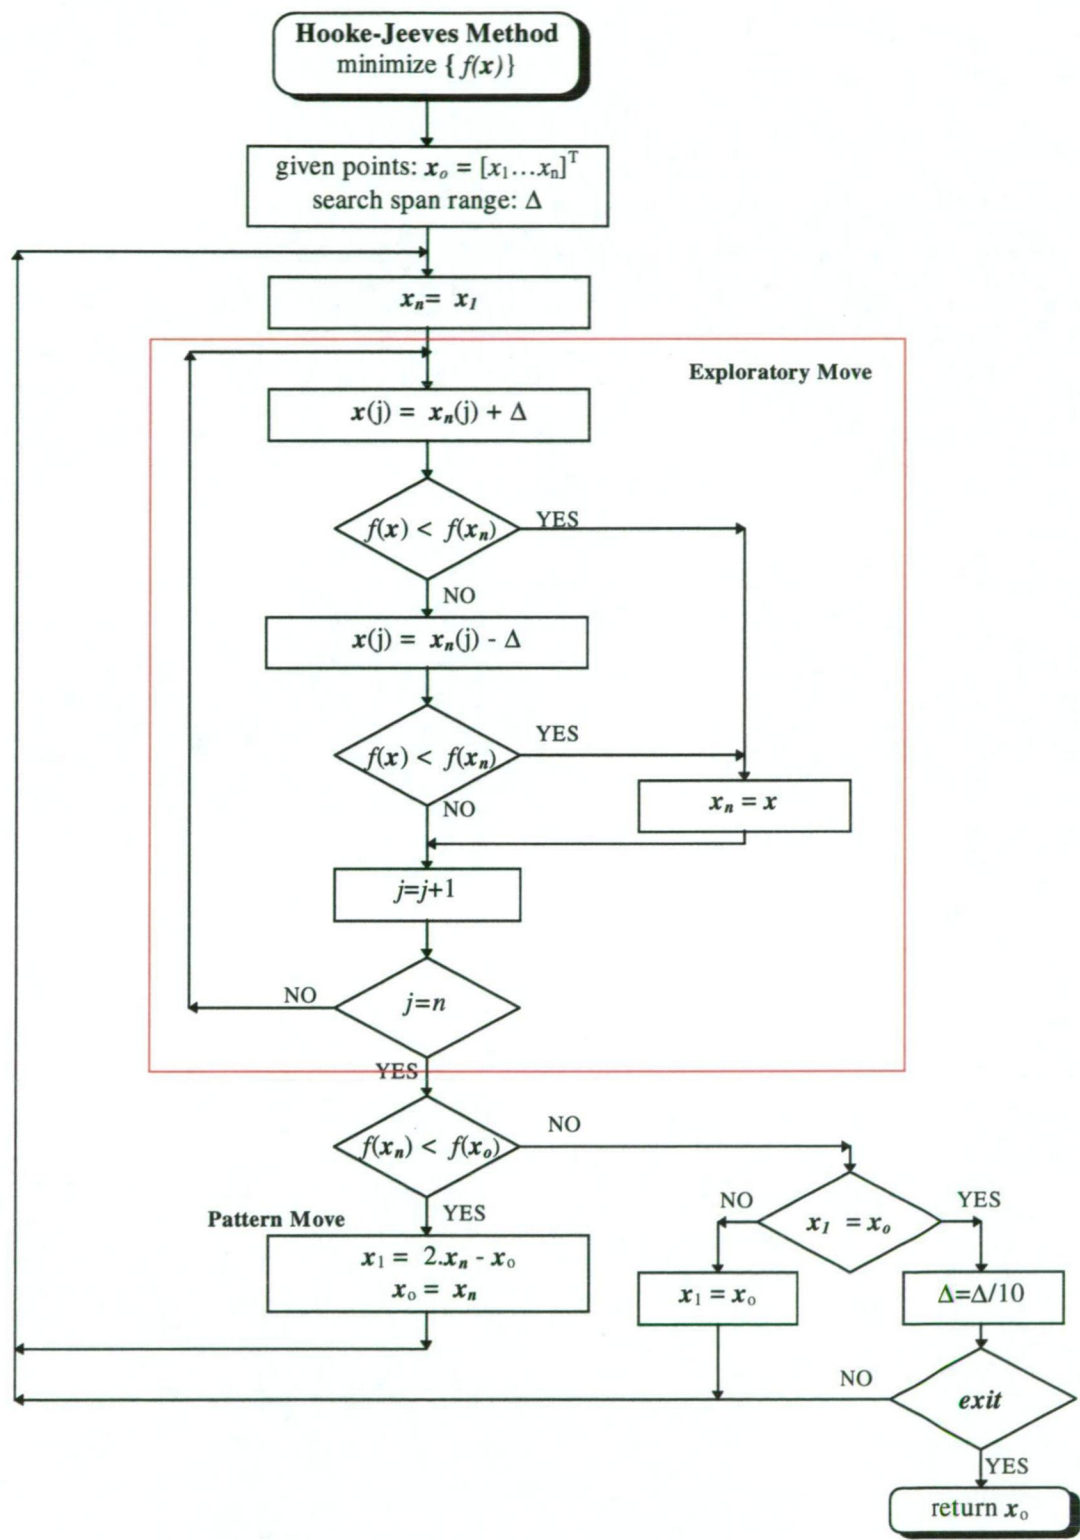 Hooke-Jeeves Method
minimize { f(x)}
given points: xₒ = [x₁…xₙ]ᵀ
search span range: Δ
xₙ= x₁
Exploratory Move
x(j) = xₙ(j) + Δ
f(x) < f(xₙ)
YES
NO
x(j) = xₙ(j) - Δ
f(x) < f(xₙ)
YES
NO
xₙ = x
j=j+1
j=n
NO
YES
f(xₙ) < f(xₒ)
NO
YES
Pattern Move
x₁ = 2.xₙ - xₒ
xₒ = xₙ
x₁ = xₒ
NO
YES
x₁ = xₒ
Δ=Δ/10
exit
NO
YES
return xₒ